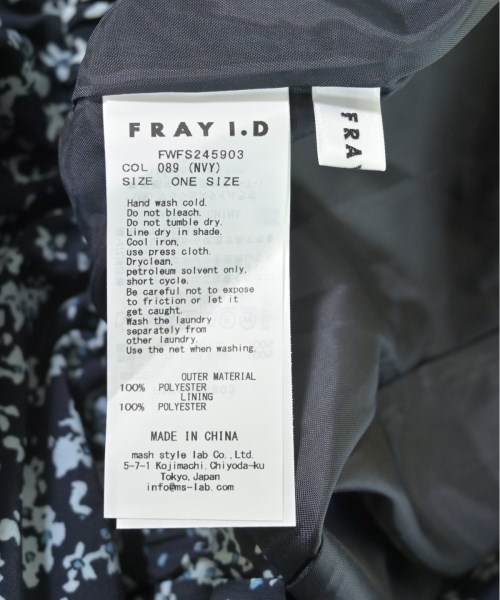 FRAY I.D
FWFS245903
COL 089 (NVY)
SIZE ONE SIZE
Hand wash cold.
Do not bleach.
Do not tumble dry.
Line dry in shade.
Cool iron,
use press cloth.
Dryclean,
petroleum solvent only,
short cycle.
Be careful not to expose
to friction or let it
get caught.
Wash the laundry
separately from
other laundry.
Use the net when washing.
OUTER MATERIAL
100% POLYESTER
LINING
100% POLYESTER
MADE IN CHINA
mash style lab Co.,Ltd.
5-7-1 Kojimachi,Chiyoda-ku
Tokyo,Japan
info@ms-lab.com
FRA